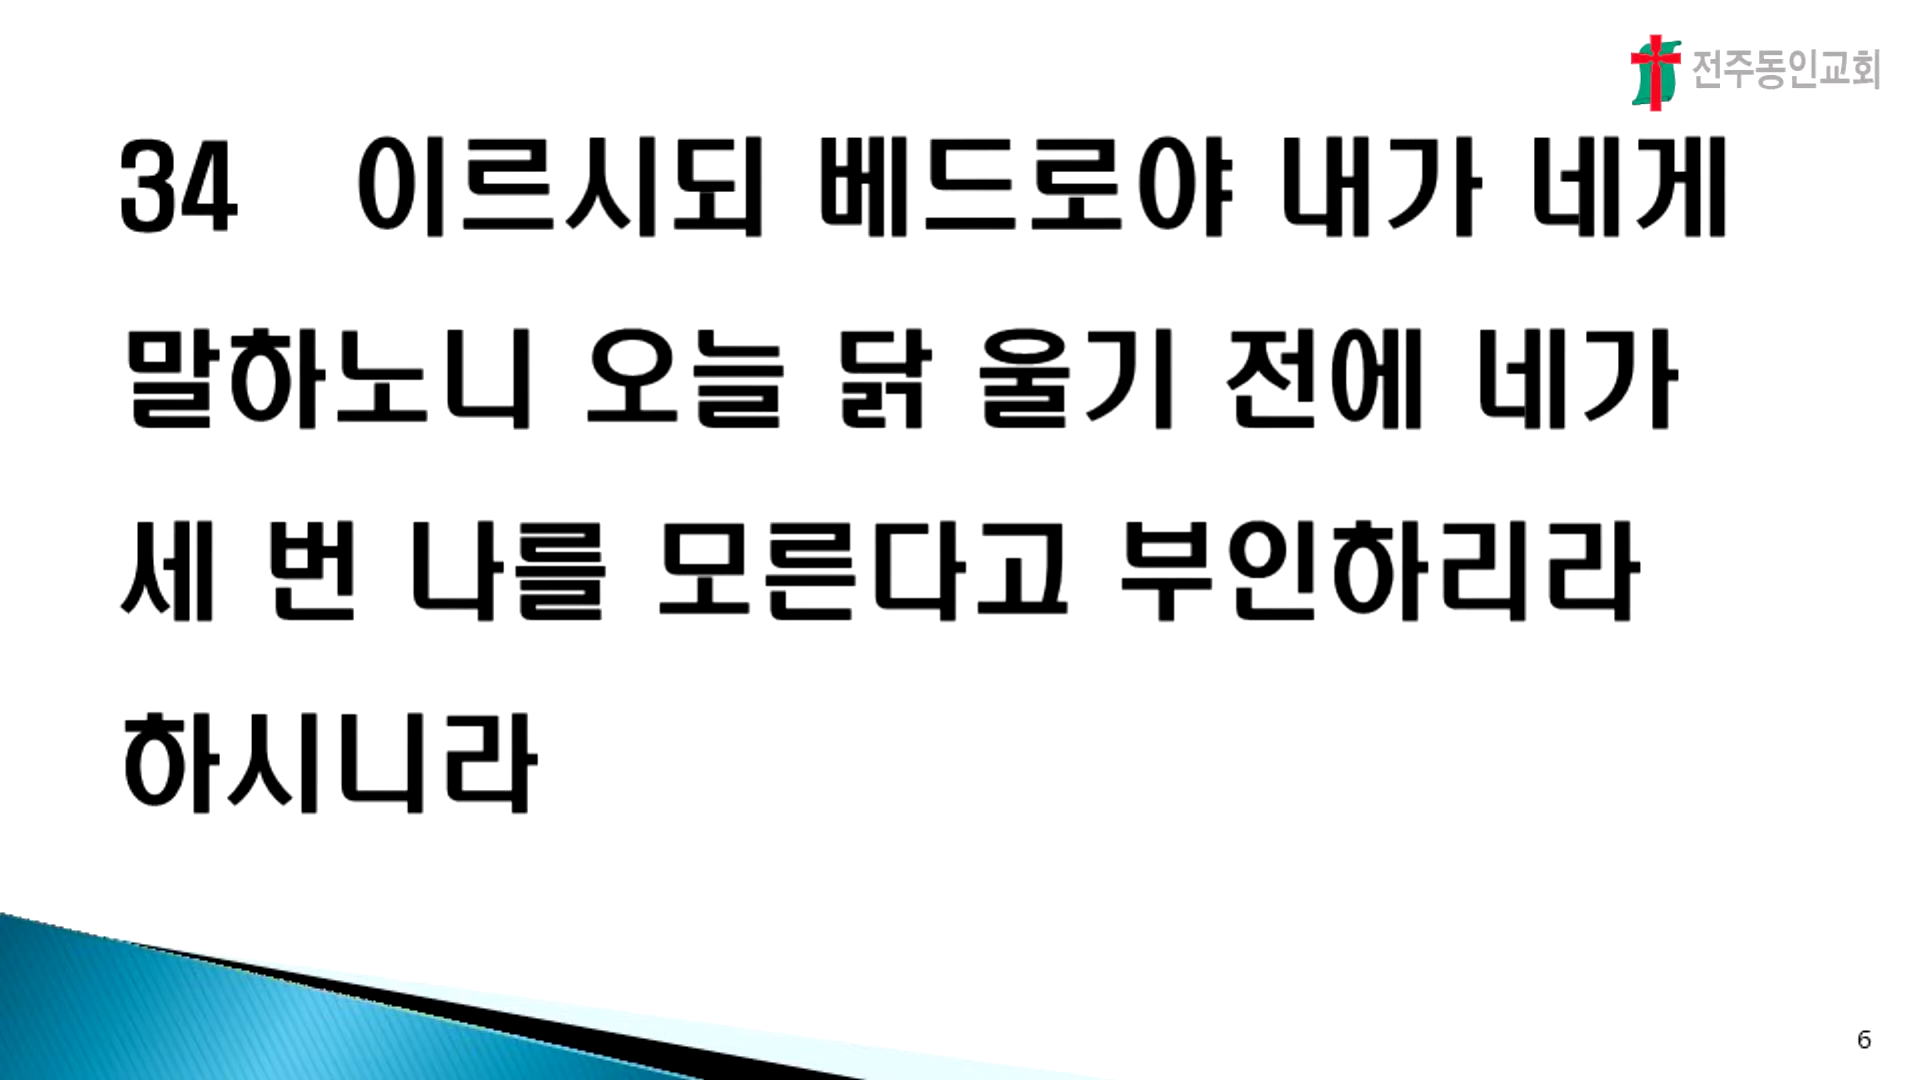 전주동인교회
34 이르시되 베드로야 내가 네게
말하노니 오늘 닭 울기 전에 네가
세 번 나를 모른다고 부인하리라
하시니라
6